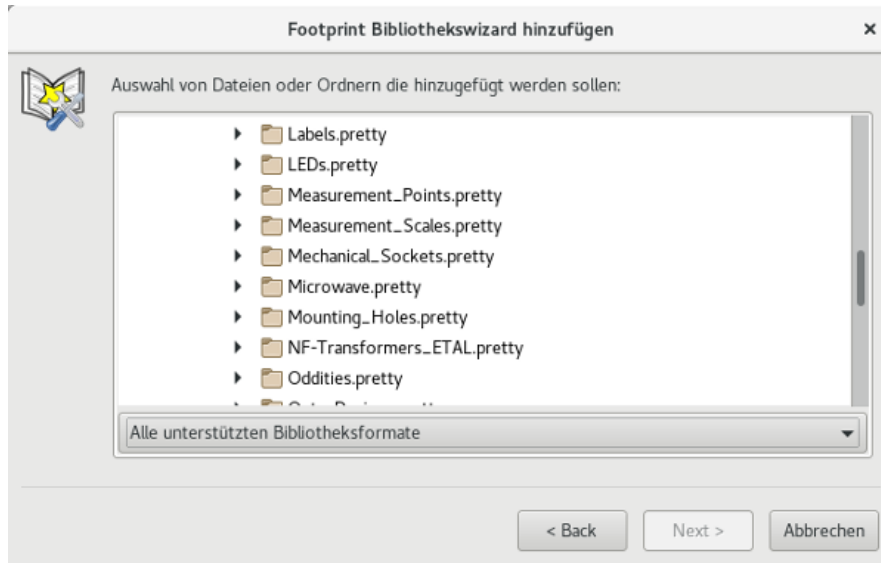 Footprint Bibliothekswizard hinzufügen ×
Auswahl von Dateien oder Ordnern die hinzugefügt werden sollen:
Labels.pretty
LEDs.pretty
Measurement_Points.pretty
Measurement_Scales.pretty
Mechanical_Sockets.pretty
Microwave.pretty
Mounting_Holes.pretty
NF-Transformers_ETAL.pretty
Oddities.pretty
Alle unterstützten Bibliotheksformate
< Back Next > Abbrechen